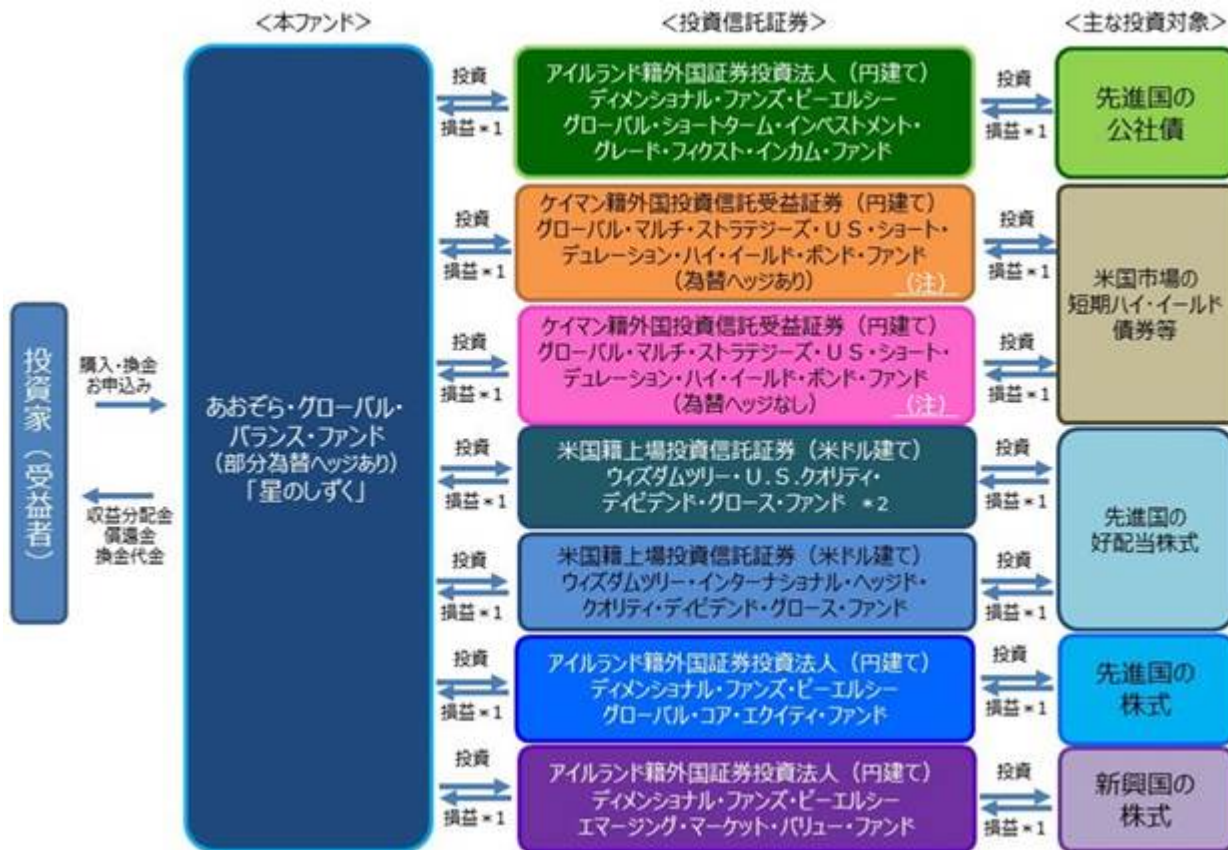 <本ファンド>
<投資信託証券>
<主な投資対象>
投資家(受益者)
購入・換金
お申込み
収益分配金
償還金
換金代金
あおぞら・グローバル・
バランス・ファンド
(部分為替ヘッジあり)
「星のしずく」
投資
損益*1
アイルランド籍外国証券投資法人(円建て)
ディメンショナル・ファンズ・ピーエルシー
グローバル・ショートターム・インベストメント・
グレード・フィクスト・インカム・ファンド
投資
損益*1
先進国の
公社債
投資
損益*1
ケイマン籍外国投資信託受益証券(円建て)
グローバル・マルチ・ストラテジーズ・US・ショート・
デュレーション・ハイ・イールド・ボンド・ファンド
(為替ヘッジあり) (注)
投資
損益*1
米国市場の
短期ハイ・イールド
債券等
投資
損益*1
ケイマン籍外国投資信託受益証券(円建て)
グローバル・マルチ・ストラテジーズ・US・ショート・
デュレーション・ハイ・イールド・ボンド・ファンド
(為替ヘッジなし) (注)
投資
損益*1
投資
損益*1
米国籍上場投資信託証券(米ドル建て)
ウィズダムツリー・U.S.クオリティ・
ディビデンド・グロース・ファンド *2
投資
損益*1
先進国の
好配当株式
投資
損益*1
米国籍上場投資信託証券(米ドル建て)
ウィズダムツリー・インターナショナル・ヘッジド・
クオリティ・ディビデンド・グロース・ファンド
投資
損益*1
投資
損益*1
アイルランド籍外国証券投資法人(円建て)
ディメンショナル・ファンズ・ピーエルシー
グローバル・コア・エクイティ・ファンド
投資
損益*1
先進国の
株式
投資
損益*1
アイルランド籍外国証券投資法人(円建て)
ディメンショナル・ファンズ・ピーエルシー
エマージング・マーケット・バリュー・ファンド
投資
損益*1
新興国の
株式